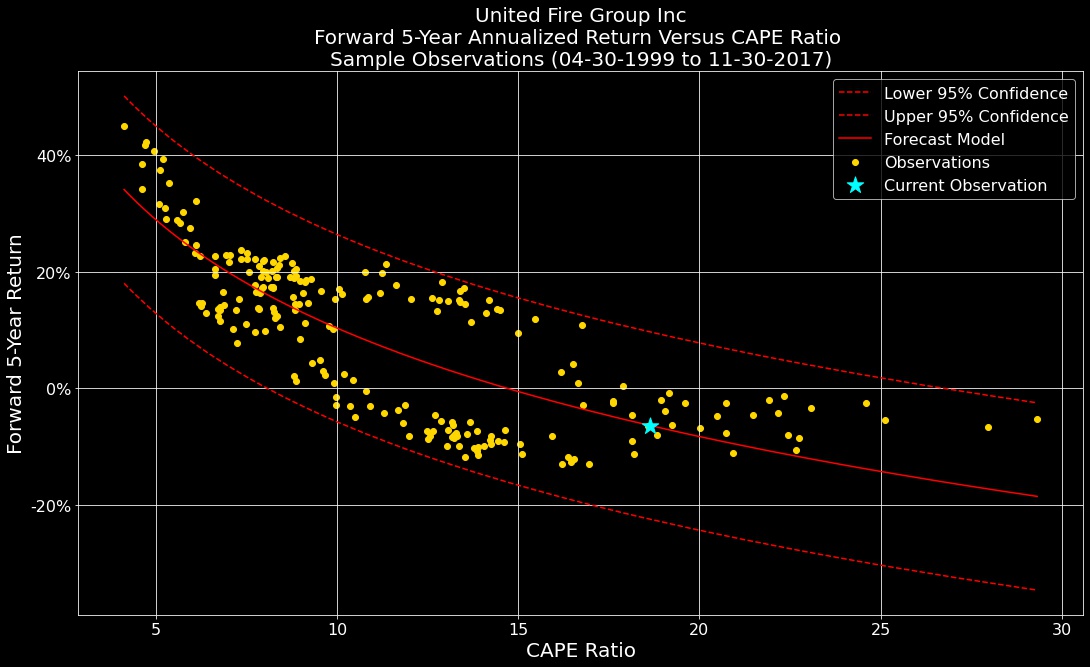 United Fire Group Inc
Forward 5-Year Annualized Return Versus CAPE Ratio
Sample Observations (04-30-1999 to 11-30-2017)
Lower 95% Confidence
Upper 95% Confidence
Forecast Model
Observations
Current Observation
Forward 5-Year Return
40%
20%
0%
-20%
5 10 15 20 25 30
CAPE Ratio